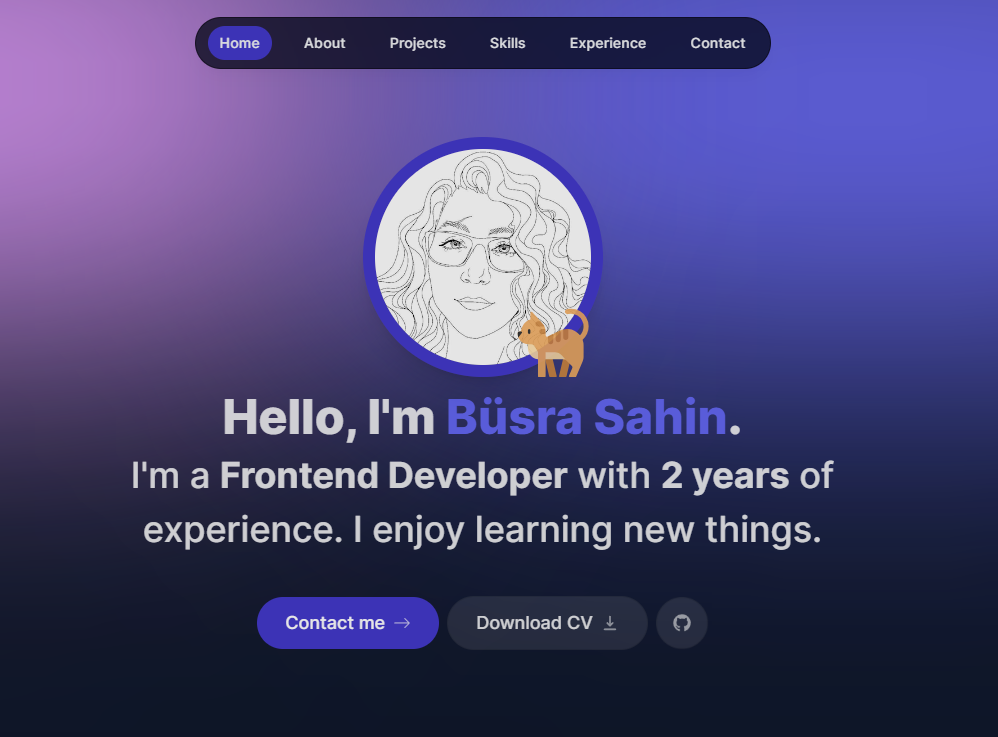 Home About Projects Skills Experience Contact
Hello, I'm Büsra Sahin.
I'm a Frontend Developer with 2 years of
experience. I enjoy learning new things.
Contact me → Download CV